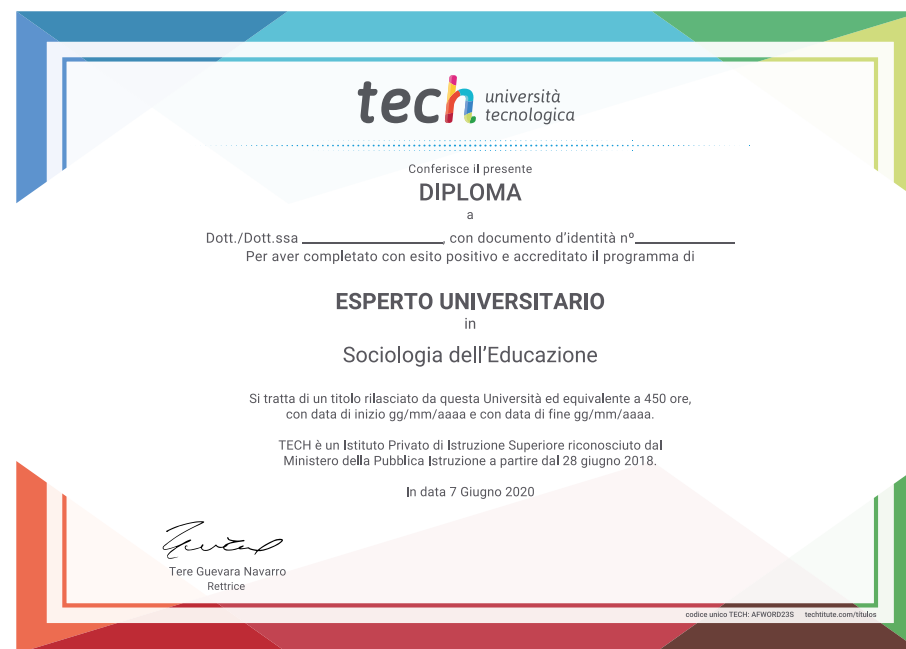 tech università
tecnologica
Conferisce il presente
DIPLOMA
a
Dott./Dott.ssa ____________________, con documento d'identità nº______________
Per aver completato con esito positivo e accreditato il programma di
ESPERTO UNIVERSITARIO
in
Sociologia dell'Educazione
Si tratta di un titolo rilasciato da questa Università ed equivalente a 450 ore,
con data di inizio gg/mm/aaaa e con data di fine gg/mm/aaaa.
TECH è un Istituto Privato di Istruzione Superiore riconosciuto dal
Ministero della Pubblica Istruzione a partire dal 28 giugno 2018.
In data 7 Giugno 2020
Tere Guevara Navarro
Rettrice
codice unico TECH: AFWORD23S techtitute.com/titulos